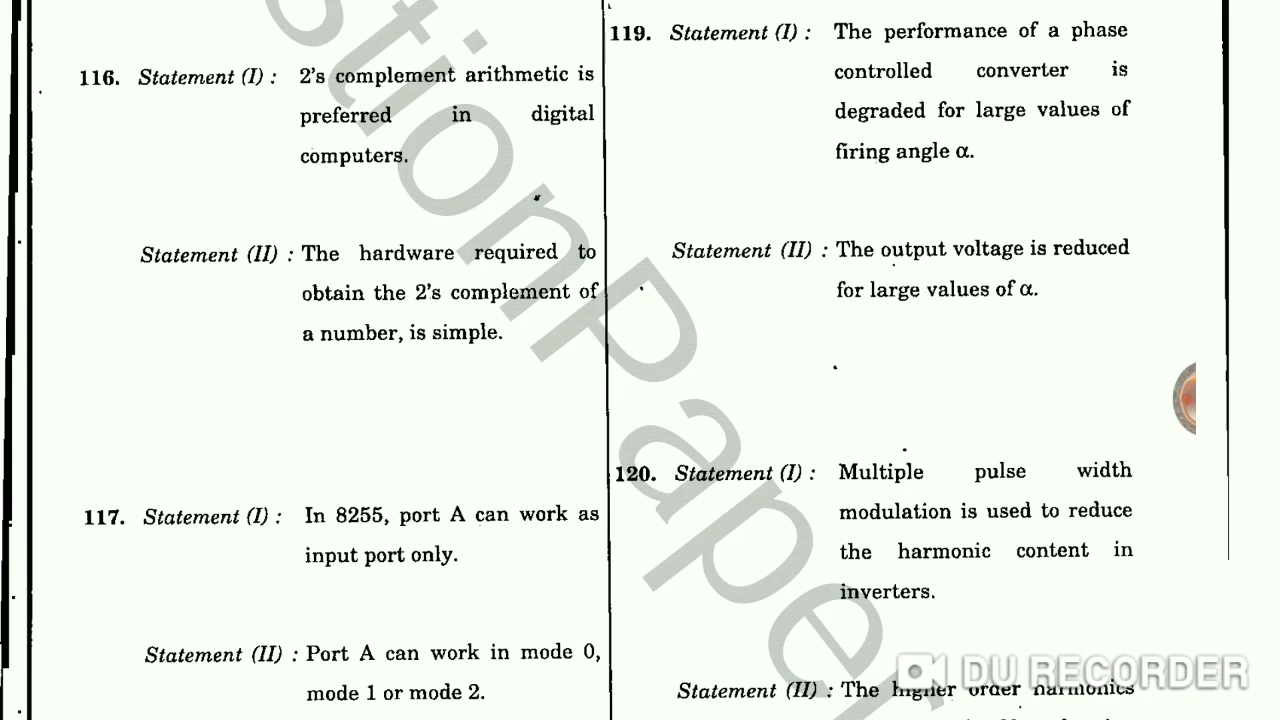 116. Statement (I) : 2's complement arithmetic is
preferred in digital
computers.
Statement (II) : The hardware required to
obtain the 2's complement of
a number, is simple.
117. Statement (I) : In 8255, port A can work as
input port only.
Statement (II) : Port A can work in mode 0,
mode 1 or mode 2.
119. Statement (I) : The performance of a phase
controlled converter is
degraded for large values of
firing angle α.
Statement (II) : The output voltage is reduced
for large values of α.
120. Statement (I) : Multiple pulse width
modulation is used to reduce
the harmonic content in
inverters.
Statement (II) : The higher order harmonics
stionPaper
DU RECORDER